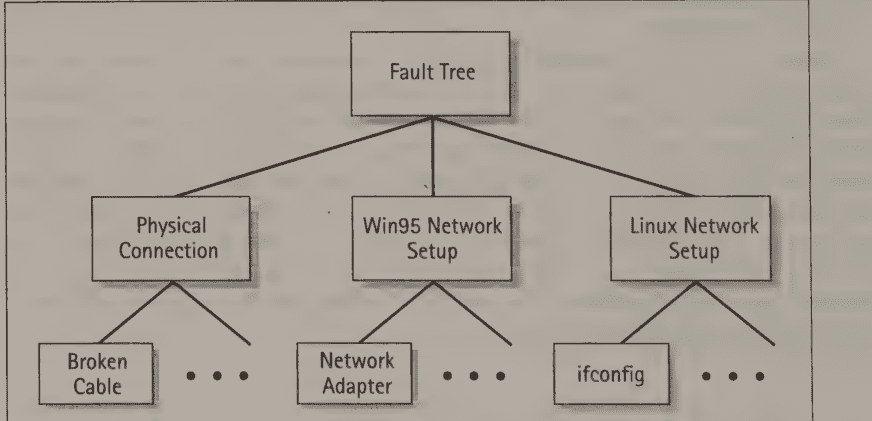 Fault Tree
Physical
Connection
Win95 Network
Setup
Linux Network
Setup
Broken
Cable
• • •
Network
Adapter
• • •
ifconfig
• • •